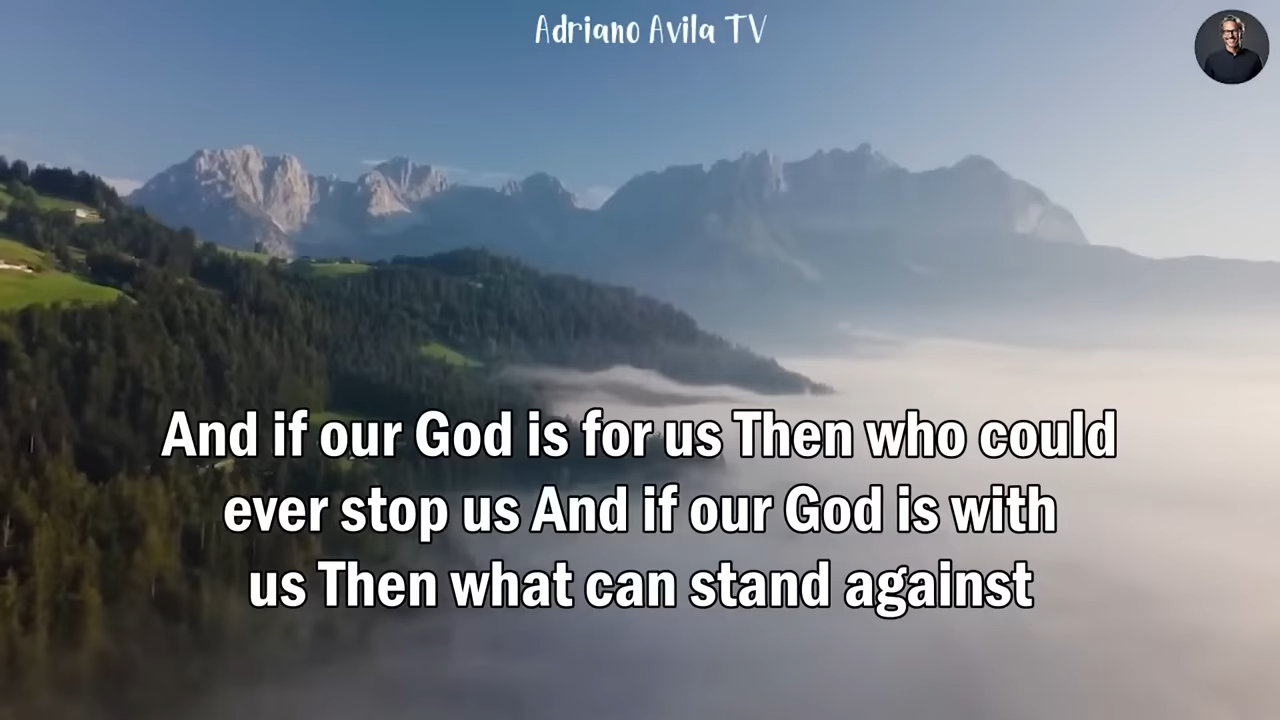 Adriano Avila TV
And if our God is for us Then who could
ever stop us And if our God is with
us Then what can stand against